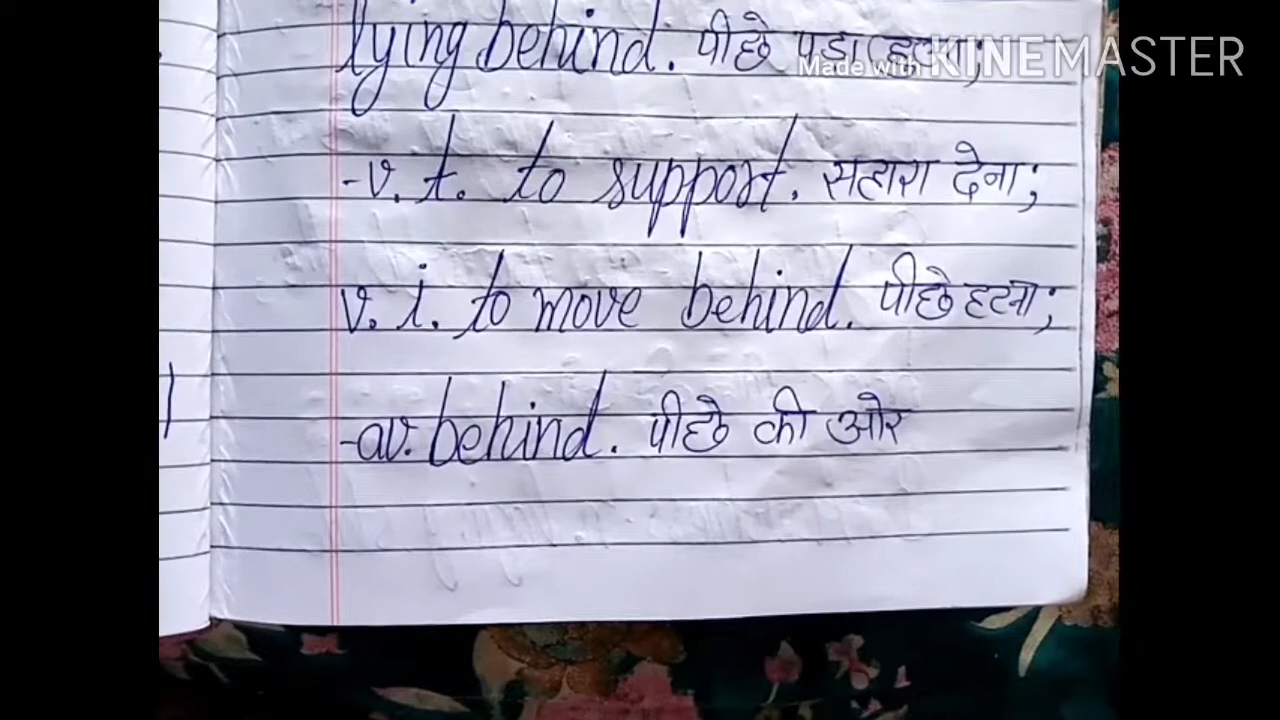 lying behind. पीछे पड़ा हुआ;
Made with KINEMASTER
-v. t. to support. सहारा देना;
v. i. to move behind. पीछे हटना;
-av. behind. पीछे की ओर